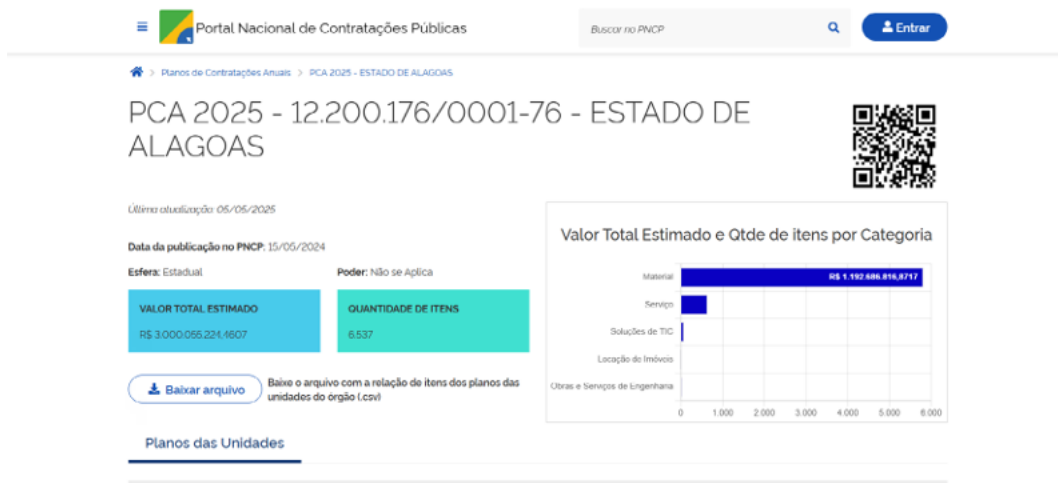 Portal Nacional de Contratações Públicas
Buscar no PNCP
Entrar
Planos de Contratações Anuais > PCA 2025 - ESTADO DE ALAGOAS
PCA 2025 - 12.200.176/0001-76 - ESTADO DE
ALAGOAS
Última atualização: 05/05/2025
Data da publicação no PNCP: 15/05/2024
Esfera: Estadual
Poder: Não se Aplica
VALOR TOTAL ESTIMADO
R$ 3.000.055.224,4607
QUANTIDADE DE ITENS
6.537
Baixar arquivo
Baixe o arquivo com a relação de itens dos planos das
unidades do órgão (.csv)
Valor Total Estimado e Qtde de itens por Categoria
Material
R$ 1.192.686.816,8717
Serviço
Soluções de TIC
Locação de Imóveis
Obras e Serviços de Engenharia
0 1.000 2.000 3.000 4.000 5.000 6.000
Planos das Unidades